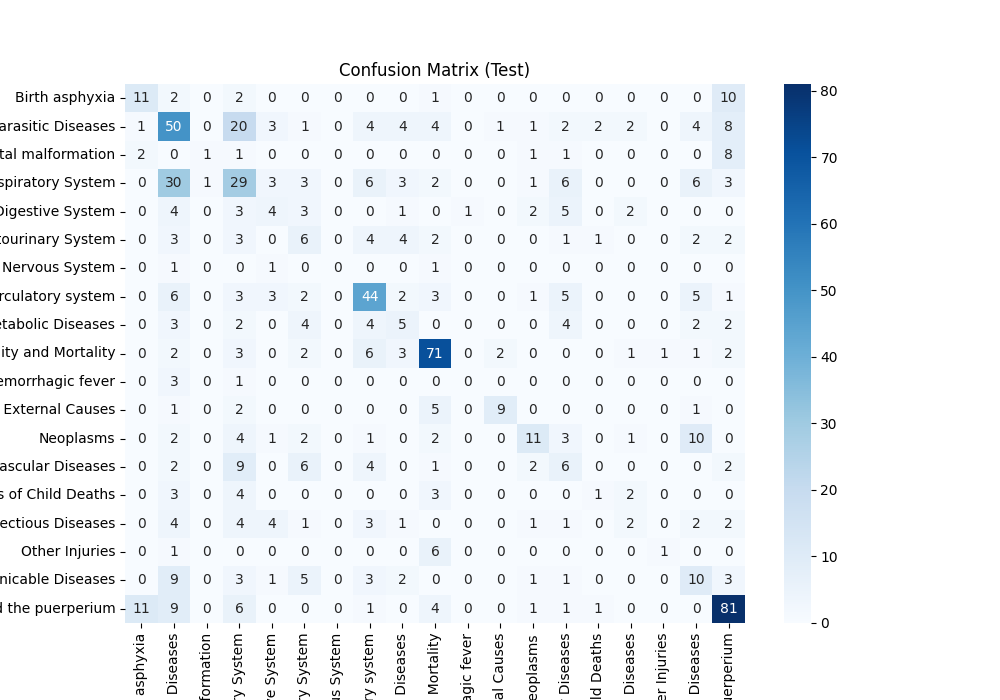 Confusion Matrix (Test)
Birth asphyxia 11 2 0 2 0 0 0 0 0 1 0 0 0 0 0 0 0 0 10
arasitic Diseases 1 50 0 20 3 1 0 4 4 4 0 1 1 2 2 2 0 4 8
tal malformation 2 0 1 1 0 0 0 0 0 0 0 0 1 1 0 0 0 0 8
spiratory System 0 30 1 29 3 3 0 6 3 2 0 0 1 6 0 0 0 6 3
Digestive System 0 4 0 3 4 3 0 0 1 0 1 0 2 5 0 2 0 0 0
tourinary System 0 3 0 3 0 6 0 4 4 2 0 0 0 1 1 0 0 2 2
Nervous System 0 1 0 0 1 0 0 0 0 1 0 0 0 0 0 0 0 0 0
rculatory system 0 6 0 3 3 2 0 44 2 3 0 0 1 5 0 0 0 5 1
etabolic Diseases 0 3 0 2 0 4 0 4 5 0 0 0 0 4 0 0 0 2 2
ity and Mortality 0 2 0 3 0 2 0 6 3 71 0 2 0 0 0 1 1 1 2
emorrhagic fever 0 3 0 1 0 0 0 0 0 0 0 0 0 0 0 0 0 0 0
External Causes 0 1 0 2 0 0 0 0 0 5 0 9 0 0 0 0 0 1 0
Neoplasms 0 2 0 4 1 2 0 1 0 2 0 0 11 3 0 1 0 10 0
ascular Diseases 0 2 0 9 0 6 0 4 0 1 0 0 2 6 0 0 0 0 2
s of Child Deaths 0 3 0 4 0 0 0 0 0 3 0 0 0 0 1 2 0 0 0
ectious Diseases 0 4 0 4 4 1 0 3 1 0 0 0 1 1 0 2 0 2 2
Other Injuries 0 1 0 0 0 0 0 0 0 6 0 0 0 0 0 0 1 0 0
nicable Diseases 0 9 0 3 1 5 0 3 2 0 0 0 1 1 0 0 0 10 3
d the puerperium 11 9 0 6 0 0 0 1 0 4 0 0 1 1 1 0 0 0 81
asphyxia
Diseases
formation
ry System
ve System
ry System
us System
ry system
Diseases
Mortality
agic fever
al Causes
eoplasms
r Diseases
ld Deaths
Diseases
er Injuries
Diseases
uerperium
80
70
60
50
40
30
20
10
0